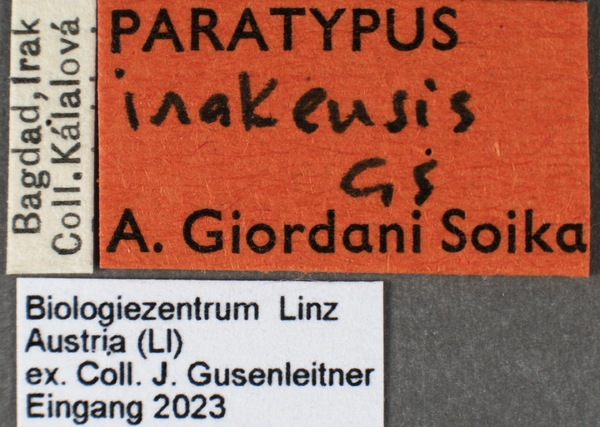 Bagdad, Irak
Coll. Kálalová
PARATYPUS
irakensis
GS
A. Giordani Soika
Biologiezentrum Linz
Austria (LI)
ex. Coll. J. Gusenleitner
Eingang 2023